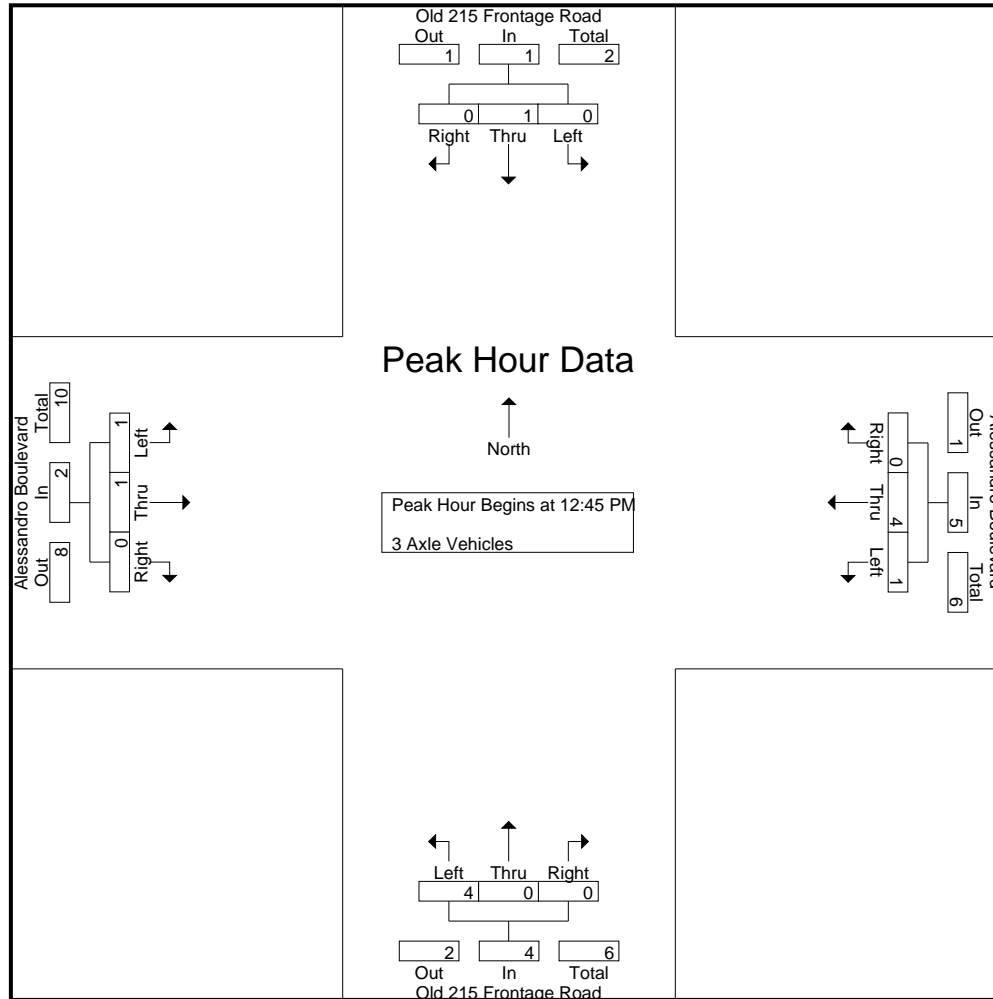 Old 215 Frontage Road
Out In Total
1 1 2
0 1 0
Right Thru Left
Peak Hour Data
North
Peak Hour Begins at 12:45 PM
3 Axle Vehicles
Alessandro Boulevard
Total In Out
10 2 8
1 1 0
Left Thru Right
Right Thru Left
0 4 1
Out In Total
1 5 6
Left Thru Right
4 0 0
2 4 6
Out In Total
Old 215 Frontage Road